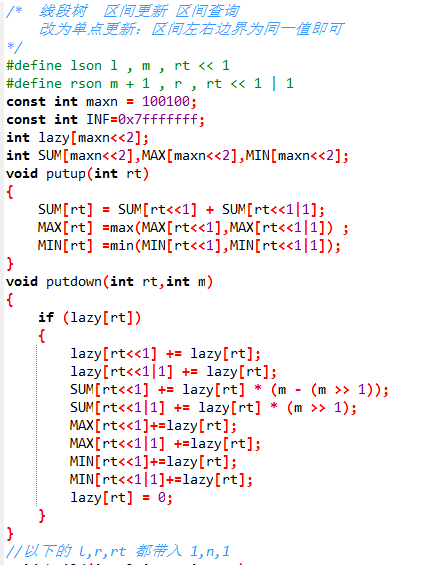 /*  线段树  区间更新 区间查询
    改为单点更新：区间左右边界为同一值即可
*/
#define lson l , m , rt << 1
#define rson m + 1 , r , rt << 1 | 1
const int maxn = 100100;
const int INF=0x7fffffff;
int lazy[maxn<<2];
int SUM[maxn<<2],MAX[maxn<<2],MIN[maxn<<2];
void putup(int rt)
{
    SUM[rt] = SUM[rt<<1] + SUM[rt<<1|1];
    MAX[rt] =max(MAX[rt<<1],MAX[rt<<1|1]) ;
    MIN[rt] =min(MIN[rt<<1],MIN[rt<<1|1]);
}
void putdown(int rt,int m)
{
    if (lazy[rt])
    {
        lazy[rt<<1] += lazy[rt];
        lazy[rt<<1|1] += lazy[rt];
        SUM[rt<<1] += lazy[rt] * (m - (m >> 1));
        SUM[rt<<1|1] += lazy[rt] * (m >> 1);
        MAX[rt<<1]+=lazy[rt];
        MAX[rt<<1|1] +=lazy[rt];
        MIN[rt<<1]+=lazy[rt];
        MIN[rt<<1|1]+=lazy[rt];
        lazy[rt] = 0;
    }
}
//以下的 l,r,rt 都带入 1,n,1